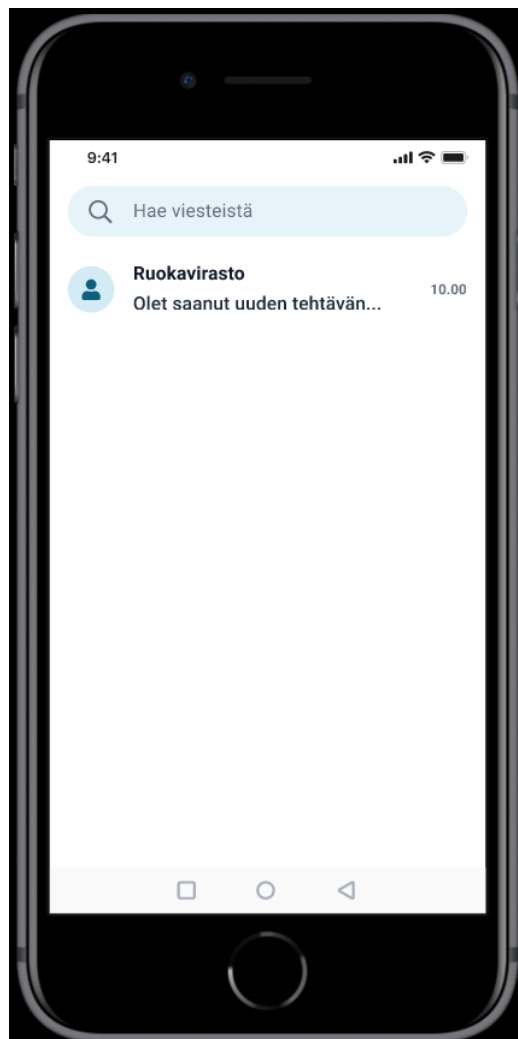 9:41
Hae viesteistä
Ruokavirasto
Olet saanut uuden tehtävän...
10.00